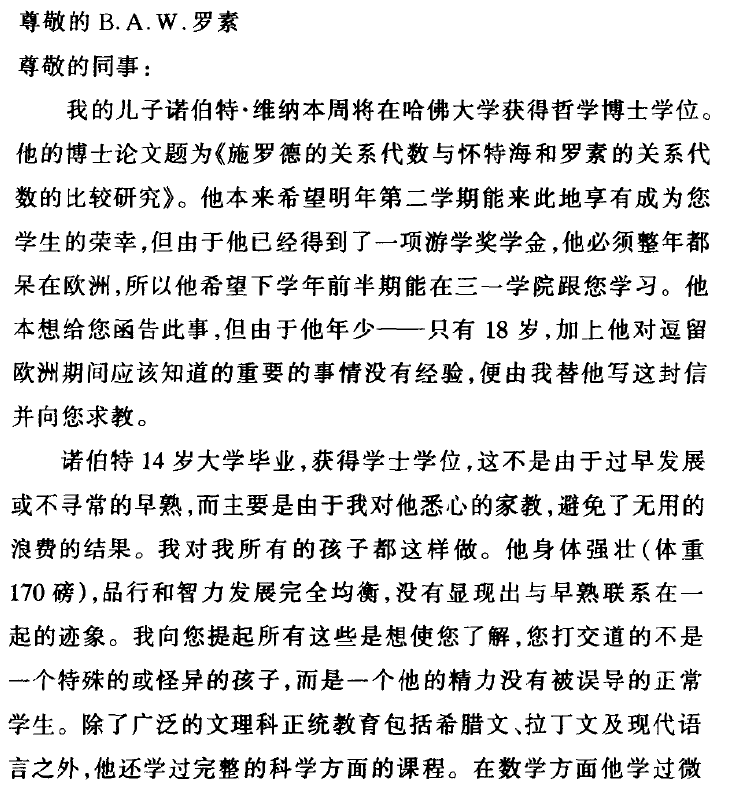 尊敬的 B.A.W.罗素
尊敬的同事:
我的儿子诺伯特·维纳本周将在哈佛大学获得哲学博士学位。
他的博士论文题为《施罗德的关系代数与怀特海和罗素的关系代
数的比较研究》。他本来希望明年第二学期能来此地享有成为您
学生的荣幸,但由于他已经得到了一项游学奖学金,他必须整年都
呆在欧洲,所以他希望下学年前半期能在三一学院跟您学习。他
本想给您函告此事,但由于他年少——只有 18 岁,加上他对逗留
欧洲期间应该知道的重要的事情没有经验,便由我替他写这封信
并向您求教。
诺伯特 14 岁大学毕业,获得学士学位,这不是由于过早发展
或不寻常的早熟,而主要是由于我对他悉心的家教,避免了无用的
浪费的结果。我对我所有的孩子都这样做。他身体强壮(体重
170 磅),品行和智力发展完全均衡,没有显现出与早熟联系在一
起的迹象。我向您提起所有这些是想使您了解,您打交道的不是
一个特殊的或怪异的孩子,而是一个他的精力没有被误导的正常
学生。除了广泛的文理科正统教育包括希腊文、拉丁文及现代语
言之外,他还学过完整的科学方面的课程。在数学方面他学过微